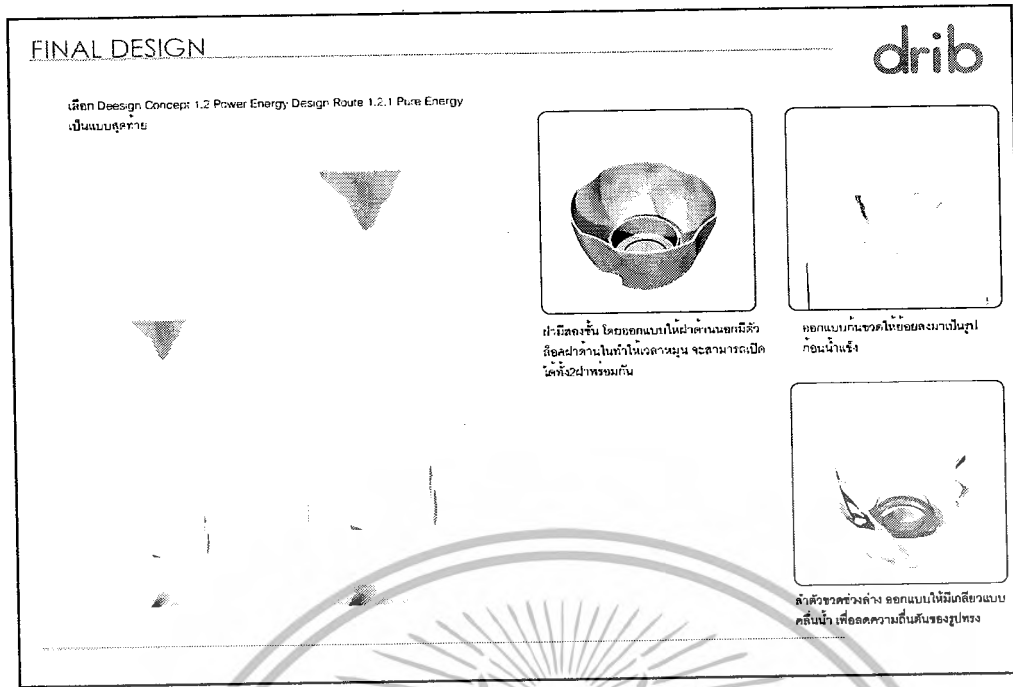 FINAL DESIGN
drib
เลือก Deesign Concept 1.2 Power Energy Design Route 1.2.1 Pure Energy
เป็นแบบสุดท้าย
ฝามีสองชั้น โดยออกแบบให้ฝาด้านนอกมีตัว
ล็อคฝาด้านในทำให้เวลาหมุน จะสามารถเปิด
ได้ทั้ง2ฝาพร้อมกัน
ออกแบบก้นขวดให้ย้อยลงมาเป็นรูป
ก้อนน้ำแข็ง
ลำตัวขวดช่วงล่าง ออกแบบให้มีเกลียวแบบ
คลื่นน้ำ เพื่อลดความตื้นตันของรูปทรง